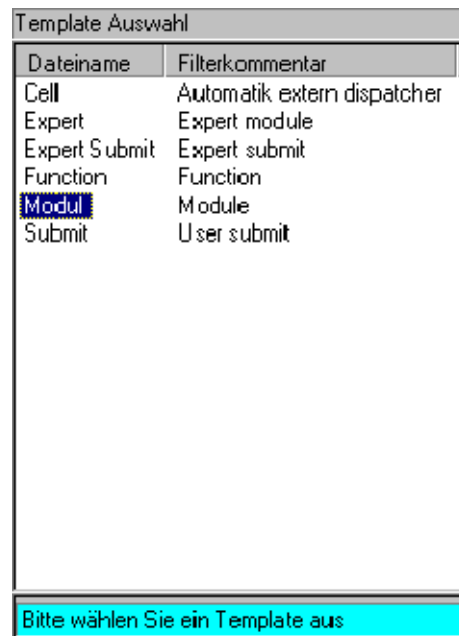 Template Auswahl
Dateiname Filterkommentar
Cell Automatik extern dispatcher
Expert Expert module
Expert Submit Expert submit
Function Function
Modul Module
Submit User submit
Bitte wählen Sie ein Template aus